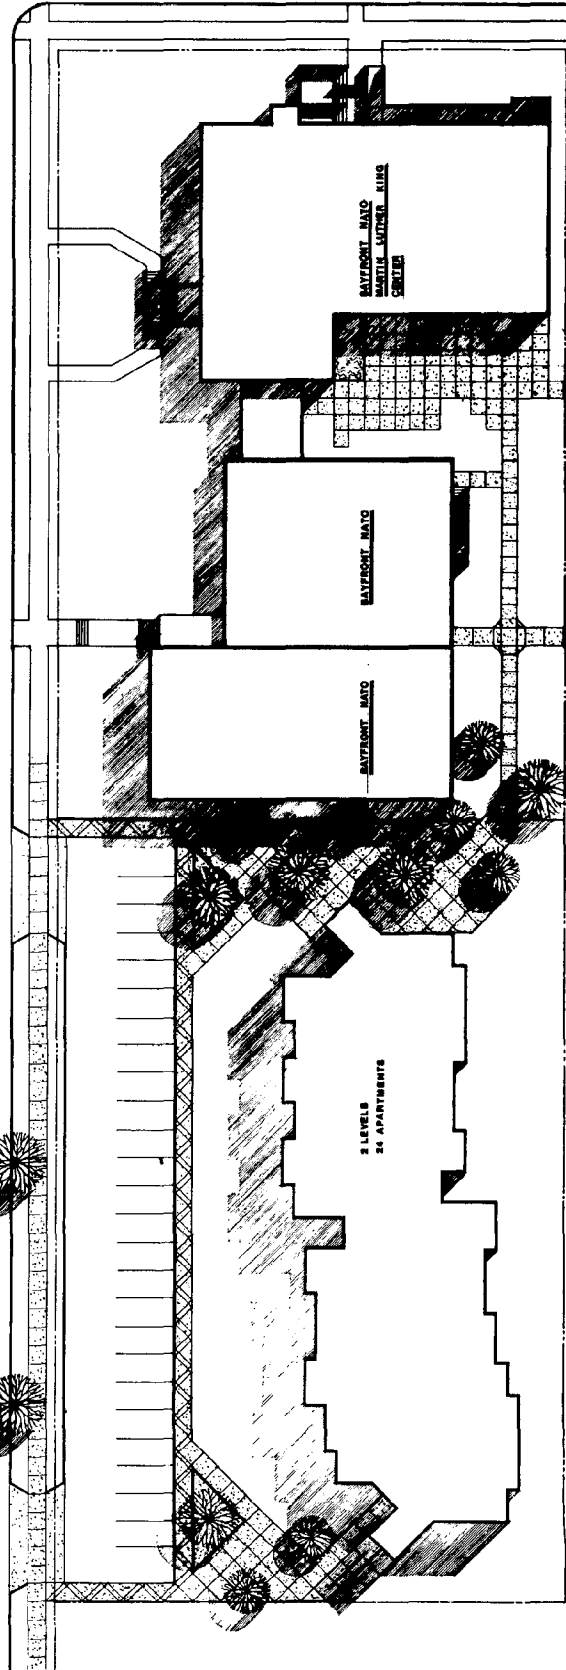 BAYFRONT NATO
MARTIN LUTHER KING
CENTER
BAYFRONT NATO
BAYFRONT NATO
2 LEVELS
24 APARTMENTS